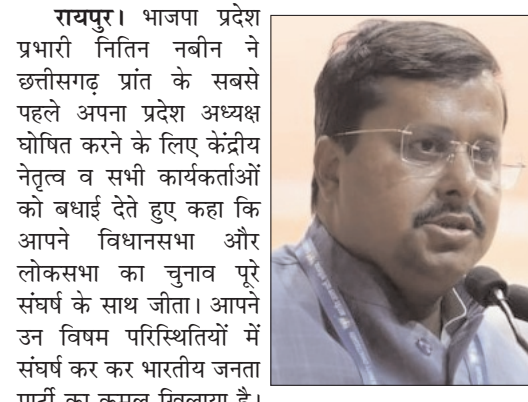 रायपुर। भाजपा प्रदेश
प्रभारी नितिन नबीन ने
छत्तीसगढ़ प्रांत के सबसे
पहले अपना प्रदेश अध्यक्ष
घोषित करने के लिए केंद्रीय
नेतृत्व व सभी कार्यकर्ताओं
को बधाई देते हुए कहा कि
आपने विधानसभा और
लोकसभा का चुनाव पूरे
संघर्ष के साथ जीता। आपने
उन विषम परिस्थितियों में
संघर्ष कर कर भारतीय जनता
पार्टी का कमल खिलाया है।